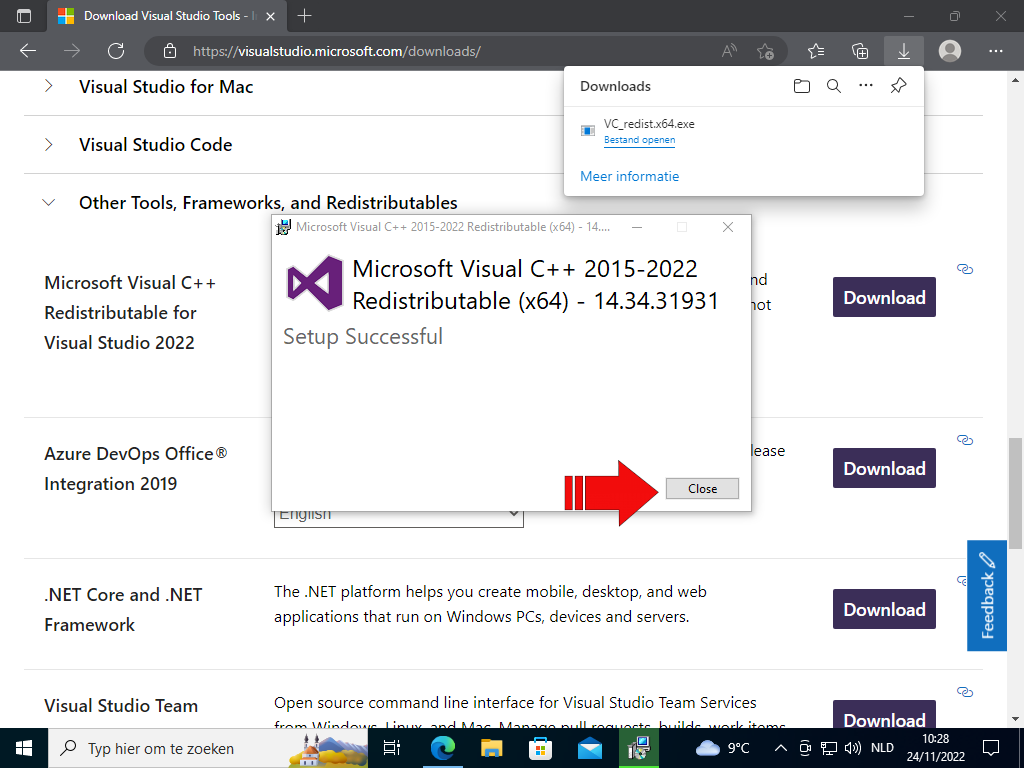 Download Visual Studio Tools - I
https://visualstudio.microsoft.com/downloads/
Visual Studio for Mac
Downloads
VC_redist.x64.exe
Bestand openen
Meer informatie
Visual Studio Code
Other Tools, Frameworks, and Redistributables
Microsoft Visual C++ 2015-2022 Redistributable (x64) - 14....
Microsoft Visual C++ 2015-2022
Redistributable (x64) - 14.34.31931
Setup Successful
Close
Microsoft Visual C++
Redistributable for
Visual Studio 2022
nd
not
Download
Azure DevOps Office®
Integration 2019
lease
English
Download
.NET Core and .NET
Framework
The .NET platform helps you create mobile, desktop, and web
applications that run on Windows PCs, devices and servers.
Download
Feedback
Visual Studio Team
Open source command line interface for Visual Studio Team Services
from Windows, Linux, and Mac. Manage pull requests, builds, work items
Download
Typ hier om te zoeken
9°C
NLD
10:28
24/11/2022